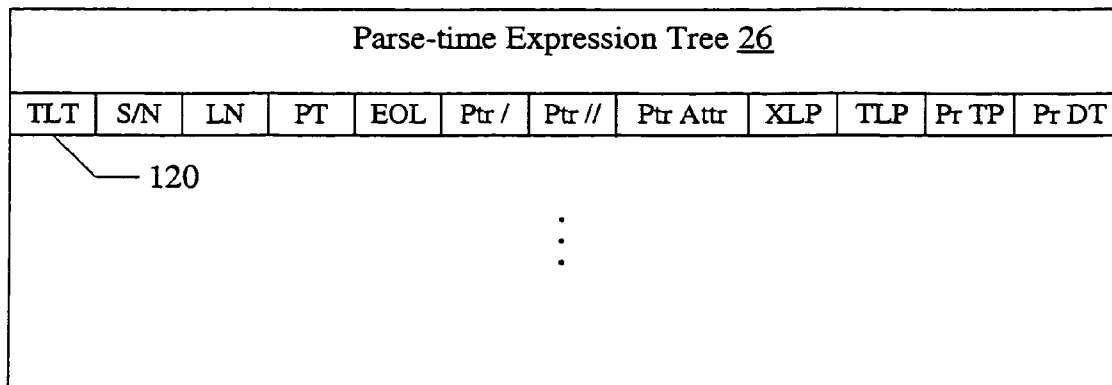 Parse-time Expression Tree 26
TLT S/N LN PT EOL Ptr / Ptr // Ptr Attr XLP TLP Pr TP Pr DT
120